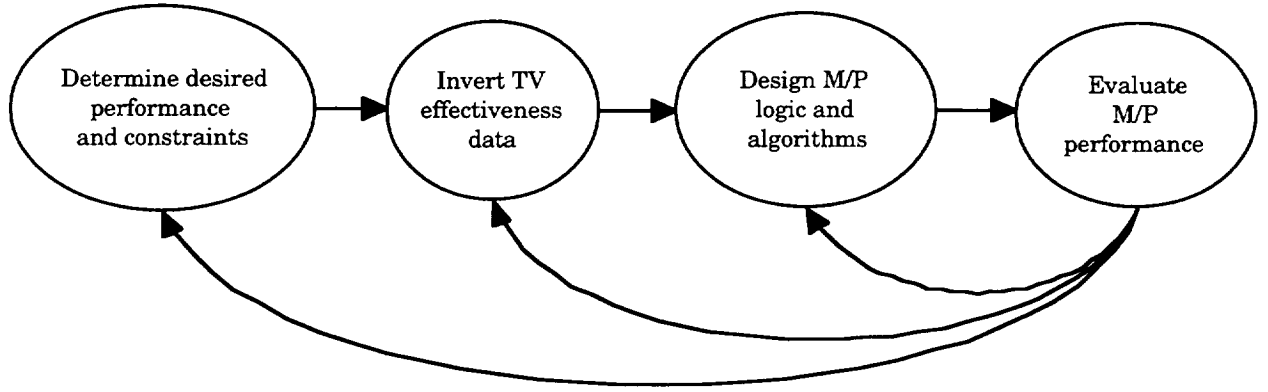 Determine desired
performance
and constraints
Invert TV
effectiveness
data
Design M/P
logic and
algorithms
Evaluate
M/P
performance